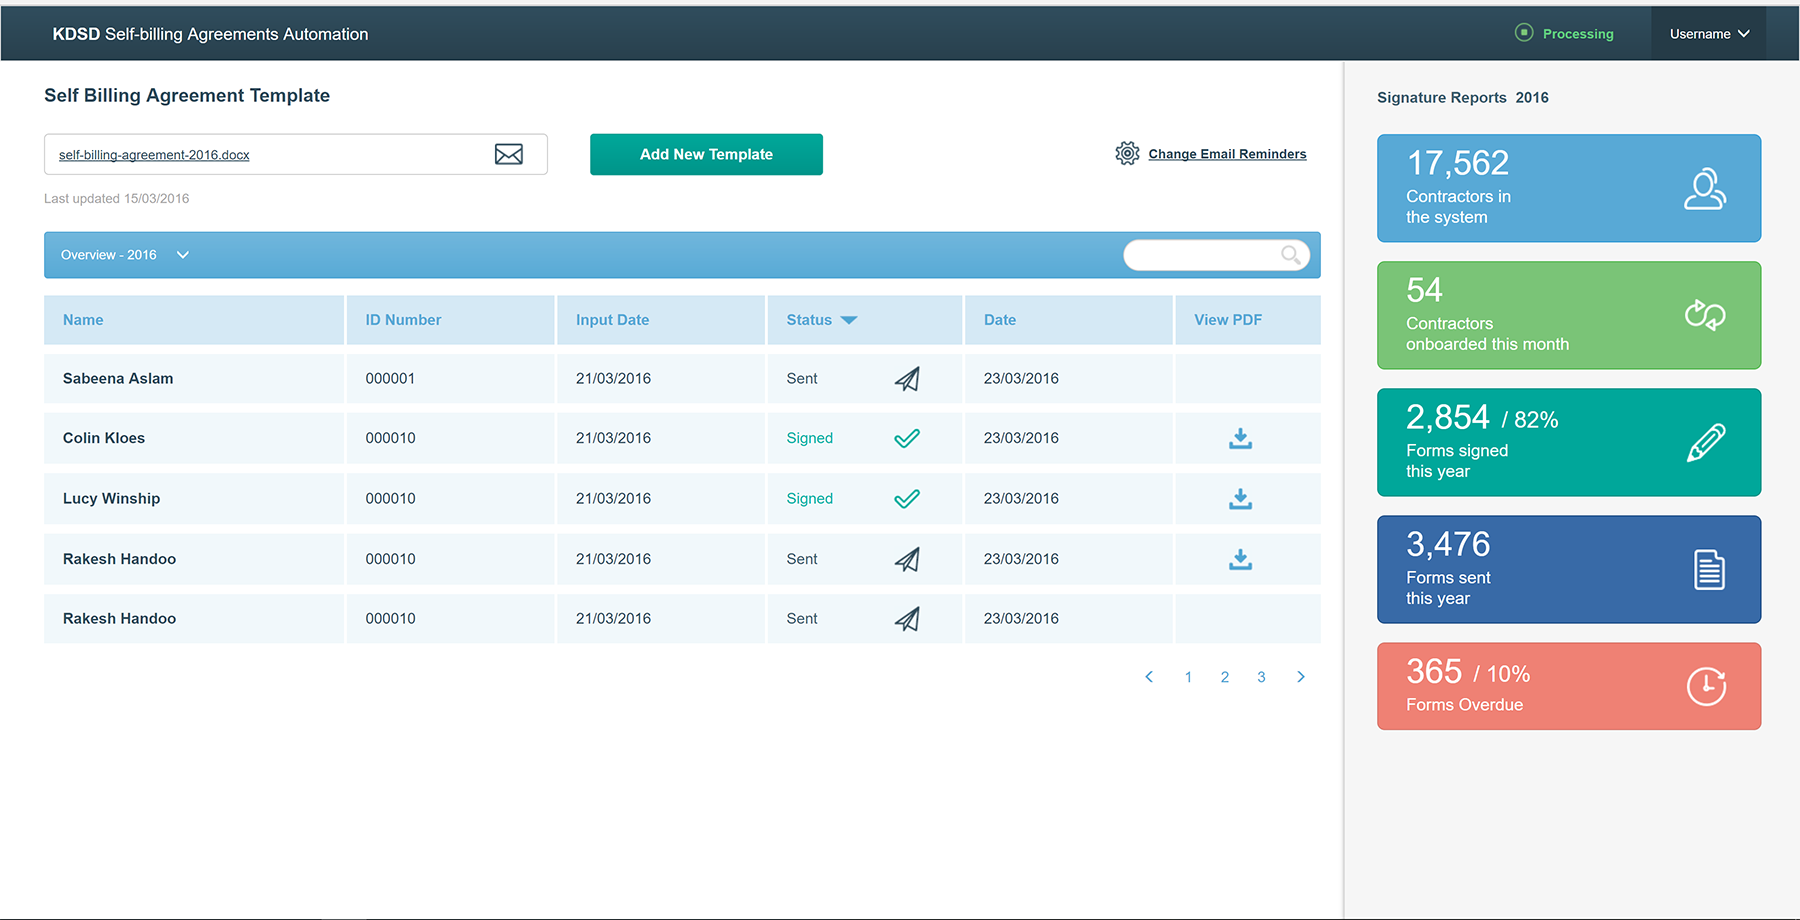 KDSD Self-billing Agreements Automation
Processing
Username
Self Billing Agreement Template
self-billing-agreement-2016.docx
Add New Template
Change Email Reminders
Last updated 15/03/2016
Overview - 2016
Name ID Number Input Date Status Date View PDF
Sabeena Aslam 000001 21/03/2016 Sent 23/03/2016
Colin Kloes 000010 21/03/2016 Signed 23/03/2016
Lucy Winship 000010 21/03/2016 Signed 23/03/2016
Rakesh Handoo 000010 21/03/2016 Sent 23/03/2016
Rakesh Handoo 000010 21/03/2016 Sent 23/03/2016
1 2 3
Signature Reports 2016
17,562
Contractors in
the system
54
Contractors
onboarded this month
2,854 / 82%
Forms signed
this year
3,476
Forms sent
this year
365 / 10%
Forms Overdue